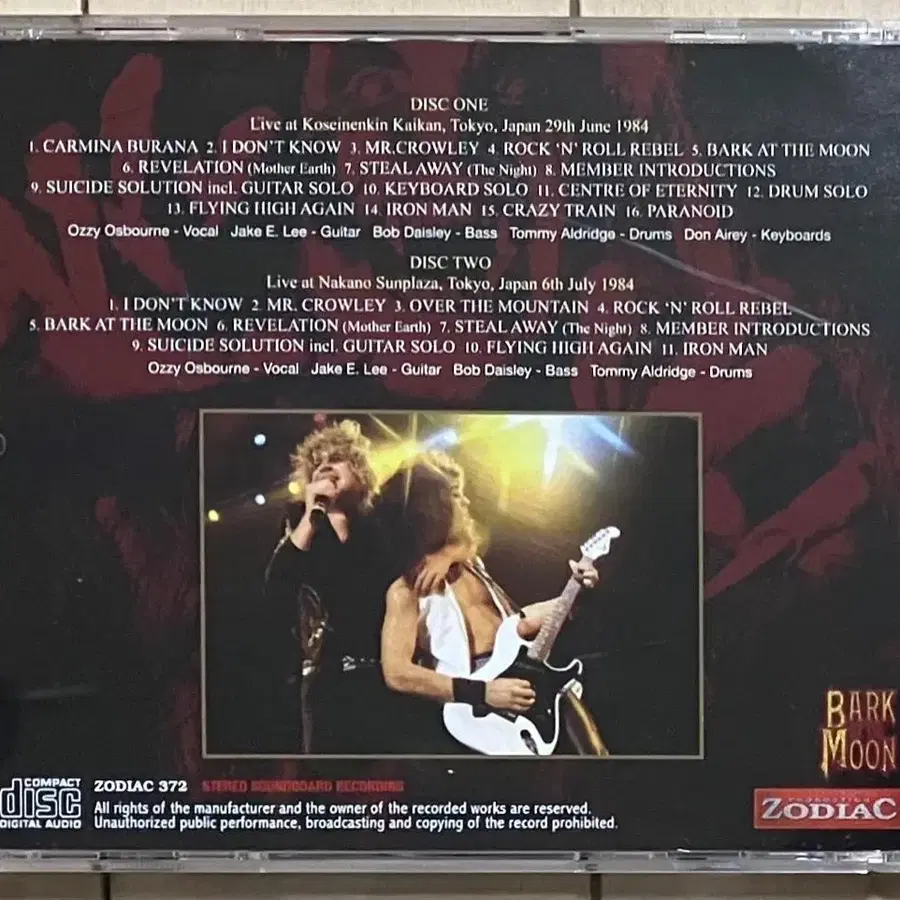 DISC ONE
Live at Koseinenkin Kaikan, Tokyo, Japan 29th June 1984
1. CARMINA BURANA 2. I DON'T KNOW 3. MR.CROWLEY 4. ROCK 'N' ROLL REBEL 5. BARK AT THE MOON
6. REVELATION (Mother Earth) 7. STEAL AWAY (The Night) 8. MEMBER INTRODUCTIONS
9. SUICIDE SOLUTION incl. GUITAR SOLO 10. KEYBOARD SOLO 11. CENTRE OF ETERNITY 12. DRUM SOLO
13. FLYING HIGH AGAIN 14. IRON MAN 15. CRAZY TRAIN 16. PARANOID
Ozzy Osbourne - Vocal Jake E. Lee - Guitar Bob Daisley - Bass Tommy Aldridge - Drums Don Airey - Keyboards
DISC TWO
Live at Nakano Sunplaza, Tokyo, Japan 6th July 1984
1. I DON'T KNOW 2. MR. CROWLEY 3. OVER THE MOUNTAIN 4. ROCK 'N' ROLL REBEL
5. BARK AT THE MOON 6. REVELATION (Mother Earth) 7. STEAL AWAY (The Night) 8. MEMBER INTRODUCTIONS
9. SUICIDE SOLUTION incl. GUITAR SOLO 10. FLYING HIGH AGAIN 11. IRON MAN
Ozzy Osbourne - Vocal Jake E. Lee - Guitar Bob Daisley - Bass Tommy Aldridge - Drums
BARK
MOON
COMPACT
disc
DIGITAL AUDIO
ZODIAC 372 STEREO SOUNDBOARD RECORDING
All rights of the manufacturer and the owner of the recorded works are reserved.
Unauthorized public performance, broadcasting and copying of the record prohibited.
ZODIAC